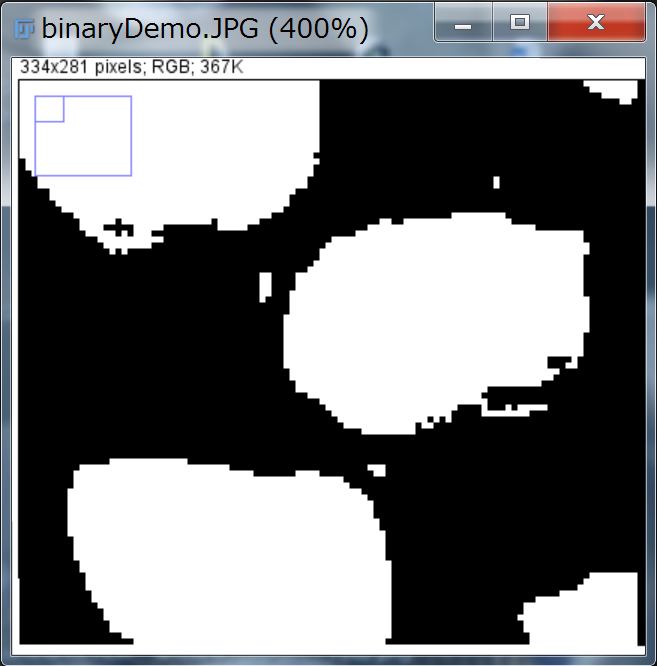 binaryDemo.JPG (400%)
334x281 pixels; RGB; 367K